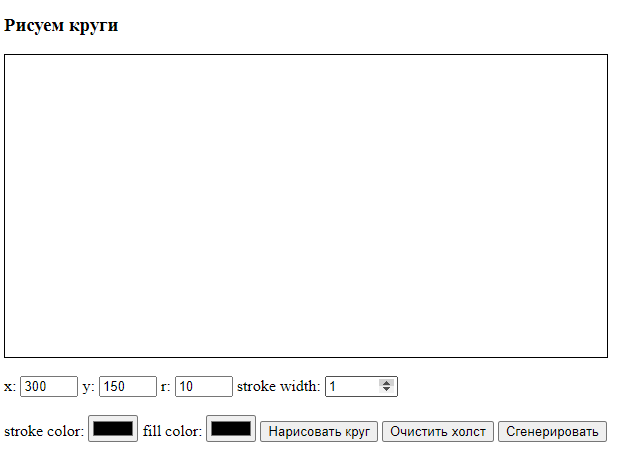 Рисуем круги
x: 300 y: 150 r: 10 stroke width: 1
stroke color: fill color: Нарисовать круг Очистить холст Сгенерировать